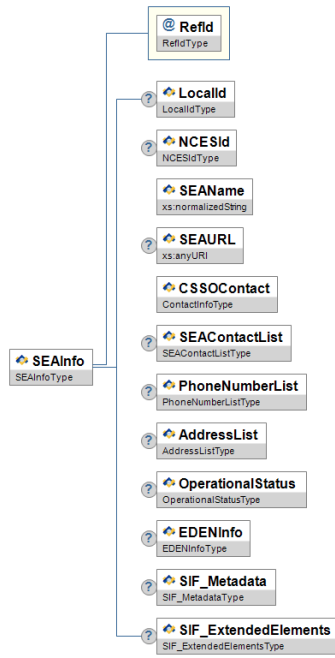 @ RefId
RefIdType
? LocalId
LocalIdType
? NCESId
NCESIdType
SEAName
xs:normalizedString
? SEAURL
xs:anyURI
CSSOContact
ContactInfoType
? SEAContactList
SEAContactListType
SEAInfo
SEAInfoType
? PhoneNumberList
PhoneNumberListType
? AddressList
AddressListType
? OperationalStatus
OperationalStatusType
? EDENInfo
EDENInfoType
? SIF_Metadata
SIF_MetadataType
? SIF_ExtendedElements
SIF_ExtendedElementsType